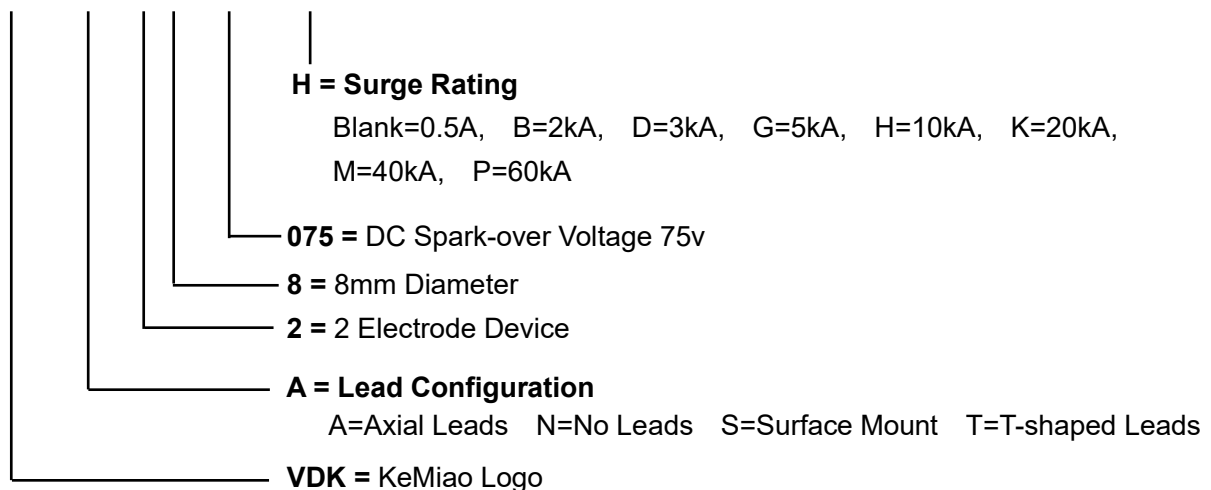 H = Surge Rating
Blank=0.5A, B=2kA, D=3kA, G=5kA, H=10kA, K=20kA,
M=40kA, P=60kA
075 = DC Spark-over Voltage 75v
8 = 8mm Diameter
2 = 2 Electrode Device
A = Lead Configuration
A=Axial Leads N=No Leads S=Surface Mount T=T-shaped Leads
VDK = KeMiao Logo